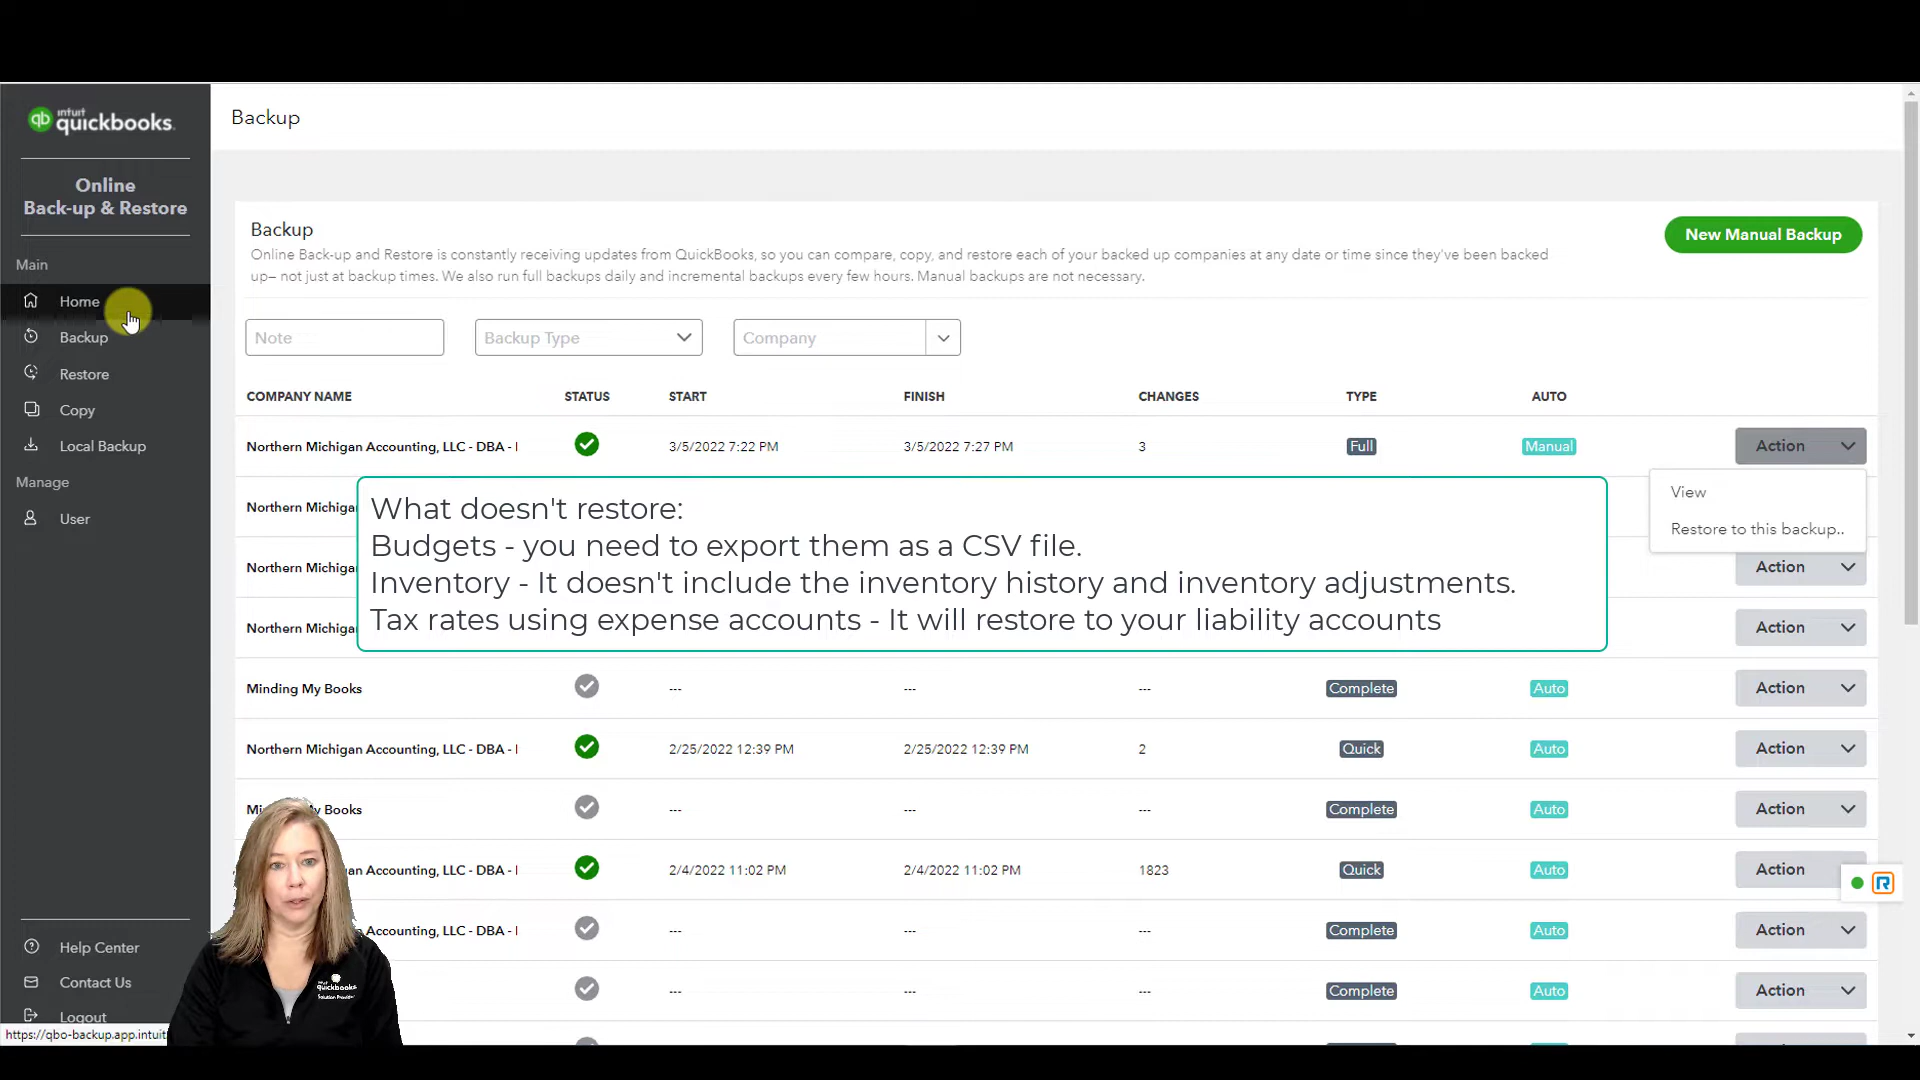 intuit
qb quickbooks.
Online
Back-up & Restore
Main
Home
Backup
Restore
Copy
Local Backup
Manage
User
Help Center
Contact Us
Logout
https://qbo-backup.app.intuit
Backup
Backup
New Manual Backup
Online Back-up and Restore is constantly receiving updates from QuickBooks, so you can compare, copy, and restore each of your backed up companies at any date or time since they've been backed
up– not just at backup times. We also run full backups daily and incremental backups every few hours. Manual backups are not necessary.
Note Backup Type Company
COMPANY NAME STATUS START FINISH CHANGES TYPE AUTO
Northern Michigan Accounting, LLC - DBA - 3/5/2022 7:22 PM 3/5/2022 7:27 PM 3 Full Manual Action
View
Restore to this backup..
Northern Michiga
What doesn't restore:
Budgets - you need to export them as a CSV file.
Inventory - It doesn't include the inventory history and inventory adjustments.
Tax rates using expense accounts - It will restore to your liability accounts
Northern Michiga Action
Northern Michiga Action
Minding My Books --- --- --- Complete Auto Action
Northern Michigan Accounting, LLC - DBA - 2/25/2022 12:39 PM 2/25/2022 12:39 PM 2 Quick Auto Action
My Books --- --- --- Complete Auto Action
an Accounting, LLC - DBA - 2/4/2022 11:02 PM 2/4/2022 11:02 PM 1823 Quick Auto Action
Accounting, LLC - DBA - --- --- --- Complete Auto Action
--- --- --- Complete Auto Action
intuit
quickbooks
Solution Provider